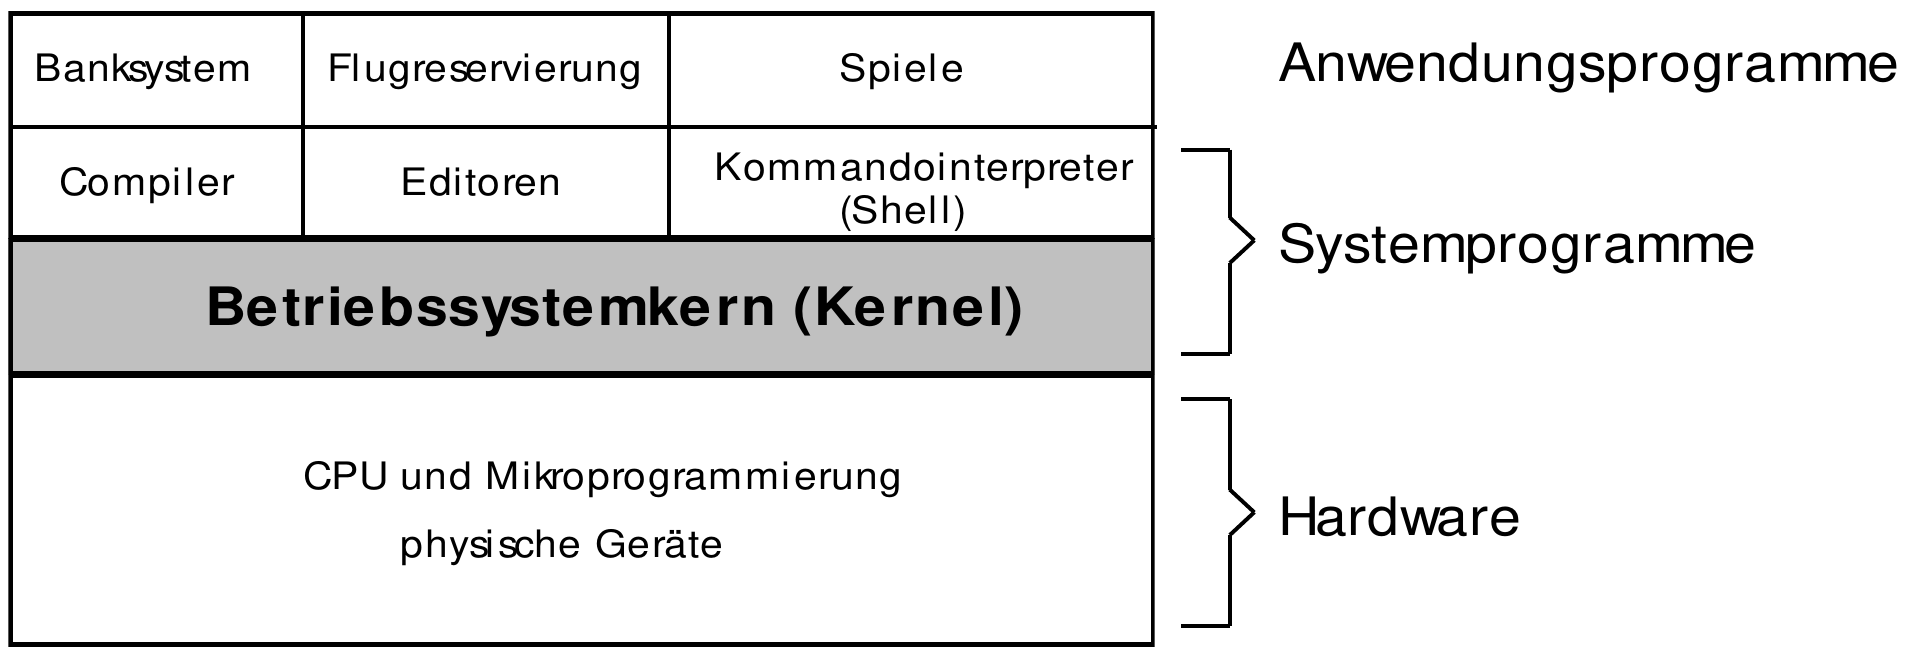 Banksystem Flugreservierung Spiele Anwendungsprogramme
Compiler Editoren Kommandointerpreter
(Shell)
Systemprogramme
Betriebssystemkern (Kernel)
CPU und Mikroprogrammierung
physische Geräte
Hardware